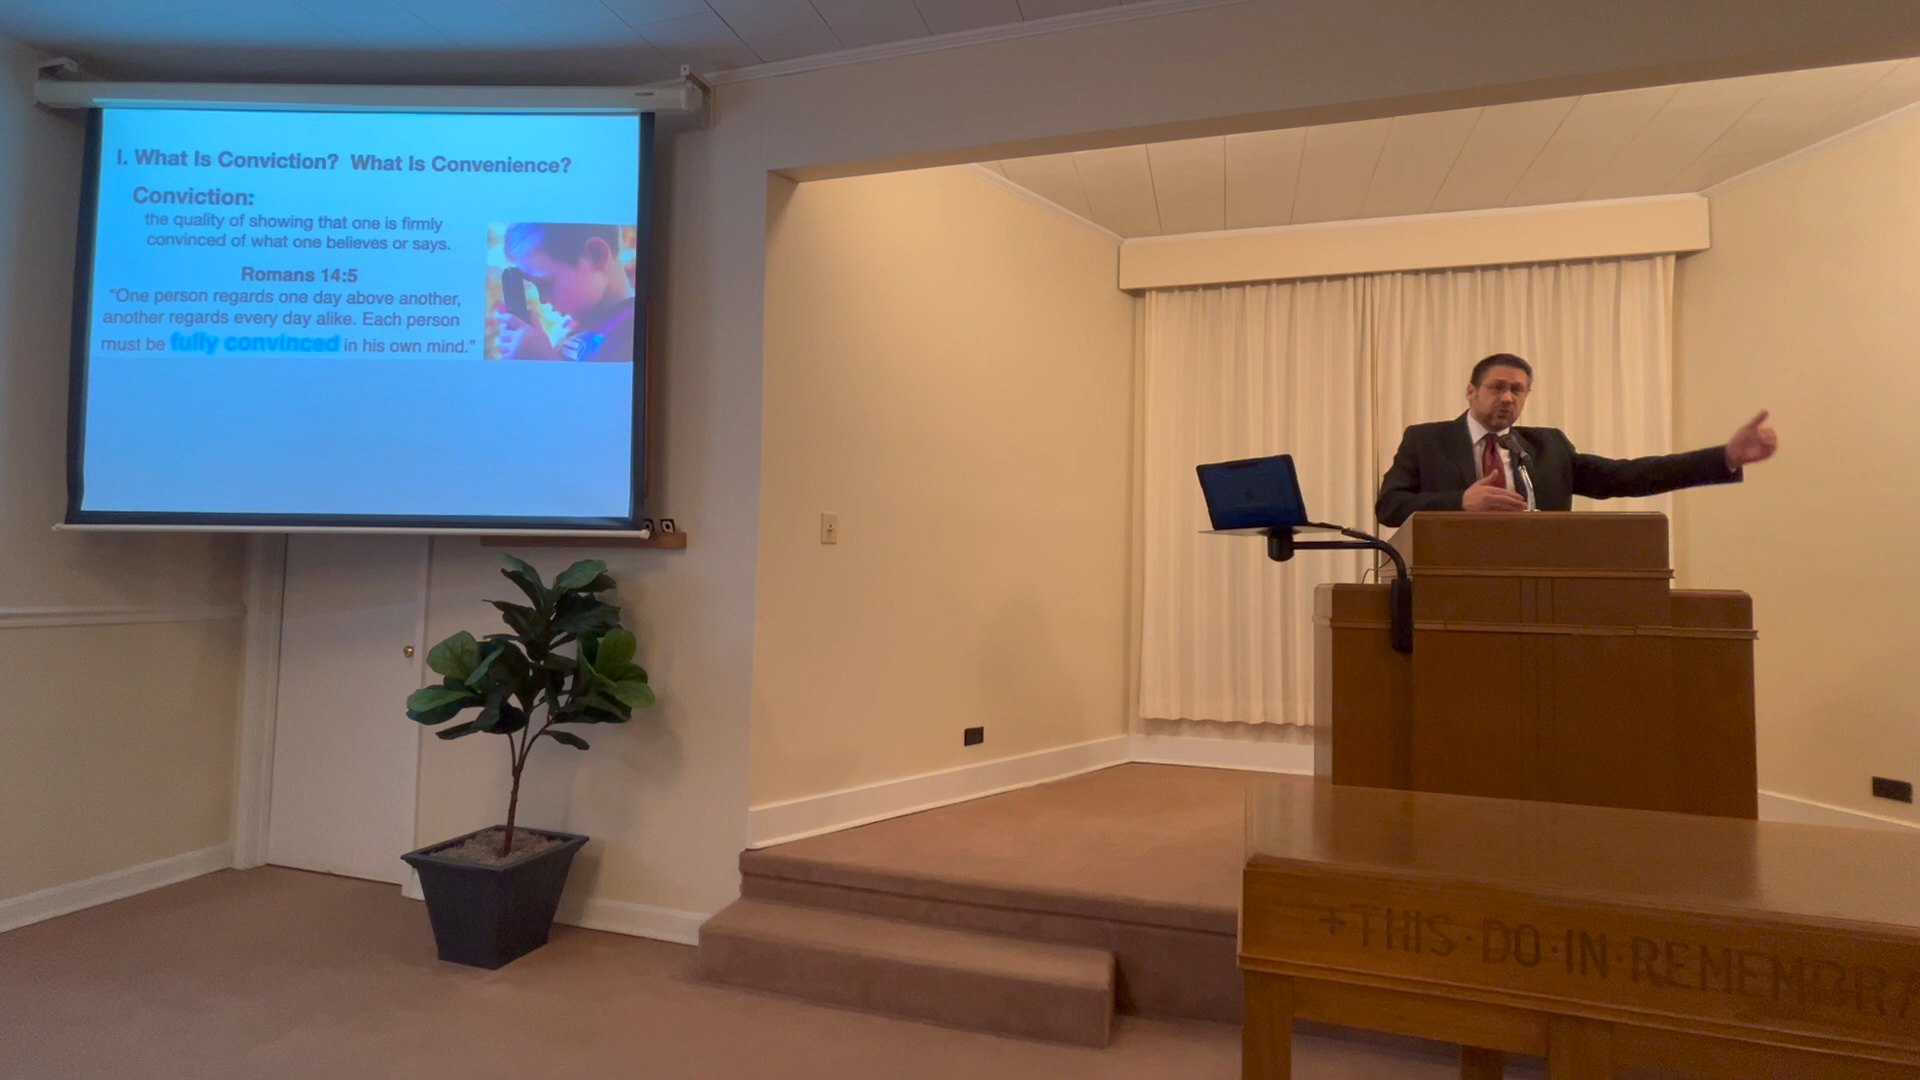 I. What Is Conviction? What Is Convenience?
Conviction:
the quality of showing that one is firmly
convinced of what one believes or says.
Romans 14:5
“One person regards one day above another,
another regards every day alike. Each person
must be fully convinced in his own mind.”
+THIS·DO·IN·REMEMBRA